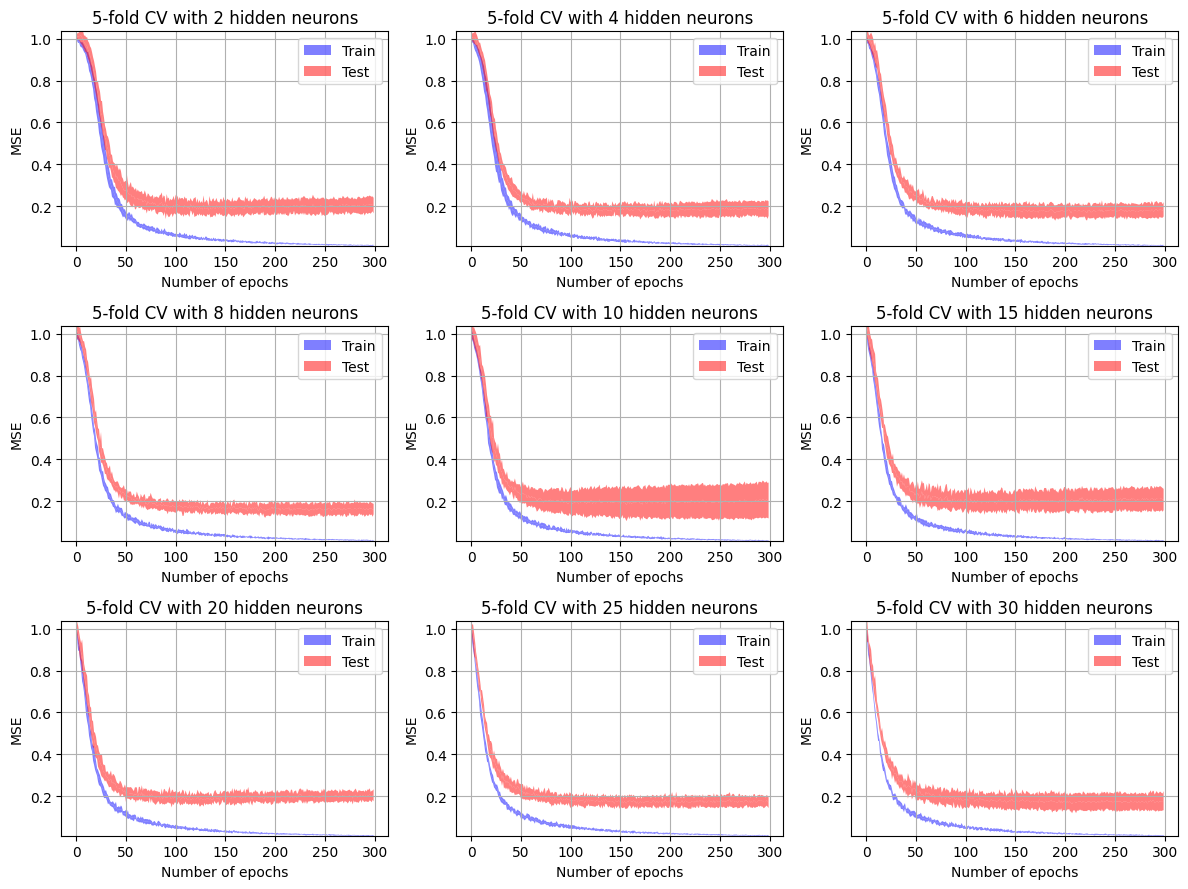 5-fold CV with 2 hidden neurons
1.0
0.8
0.6
0.4
0.2
MSE
Train
Test
0 50 100 150 200 250 300
Number of epochs
5-fold CV with 4 hidden neurons
1.0
0.8
0.6
0.4
0.2
MSE
Train
Test
0 50 100 150 200 250 300
Number of epochs
5-fold CV with 6 hidden neurons
1.0
0.8
0.6
0.4
0.2
MSE
Train
Test
0 50 100 150 200 250 300
Number of epochs
5-fold CV with 8 hidden neurons
1.0
0.8
0.6
0.4
0.2
MSE
Train
Test
0 50 100 150 200 250 300
Number of epochs
5-fold CV with 10 hidden neurons
1.0
0.8
0.6
0.4
0.2
MSE
Train
Test
0 50 100 150 200 250 300
Number of epochs
5-fold CV with 15 hidden neurons
1.0
0.8
0.6
0.4
0.2
MSE
Train
Test
0 50 100 150 200 250 300
Number of epochs
5-fold CV with 20 hidden neurons
1.0
0.8
0.6
0.4
0.2
MSE
Train
Test
0 50 100 150 200 250 300
Number of epochs
5-fold CV with 25 hidden neurons
1.0
0.8
0.6
0.4
0.2
MSE
Train
Test
0 50 100 150 200 250 300
Number of epochs
5-fold CV with 30 hidden neurons
1.0
0.8
0.6
0.4
0.2
MSE
Train
Test
0 50 100 150 200 250 300
Number of epochs